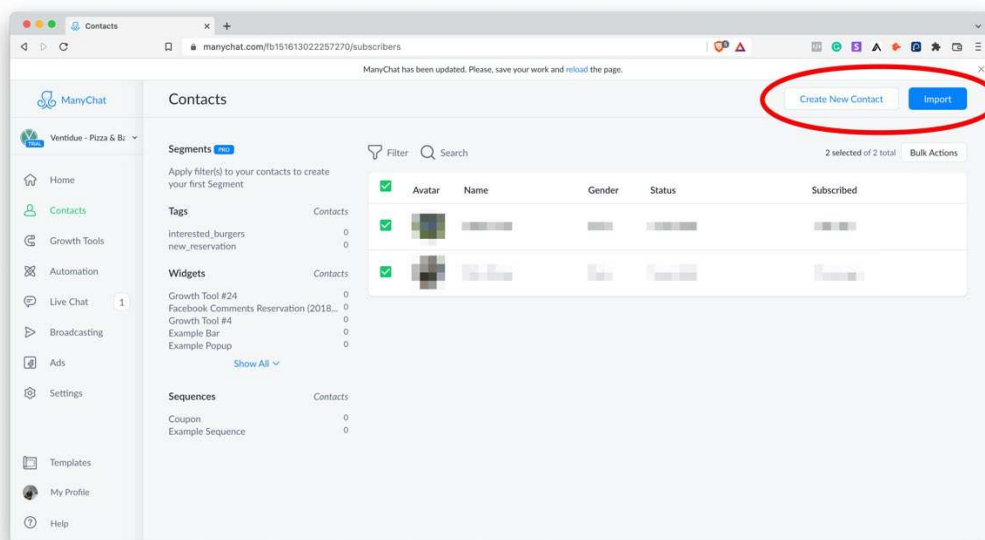 Contacts
manychat.com/fb151613022257270/subscribers
ManyChat has been updated. Please, save your work and reload the page.
ManyChat
Contacts
Create New Contact
Import
TRIAL
Ventidue - Pizza & Ba
Home
Contacts
Growth Tools
Automation
Live Chat 1
Broadcasting
Ads
Settings
Templates
My Profile
Help
Segments PRO
Apply filter(s) to your contacts to create
your first Segment
Tags Contacts
interested_burgers 0
new_reservation 0
Widgets Contacts
Growth Tool #24 0
Facebook Comments Reservation (2018... 0
Growth Tool #4 0
Example Bar 0
Example Popup 0
Show All
Sequences Contacts
Coupon 0
Example Sequence 0
Filter Search
2 selected of 2 total Bulk Actions
Avatar Name Gender Status Subscribed